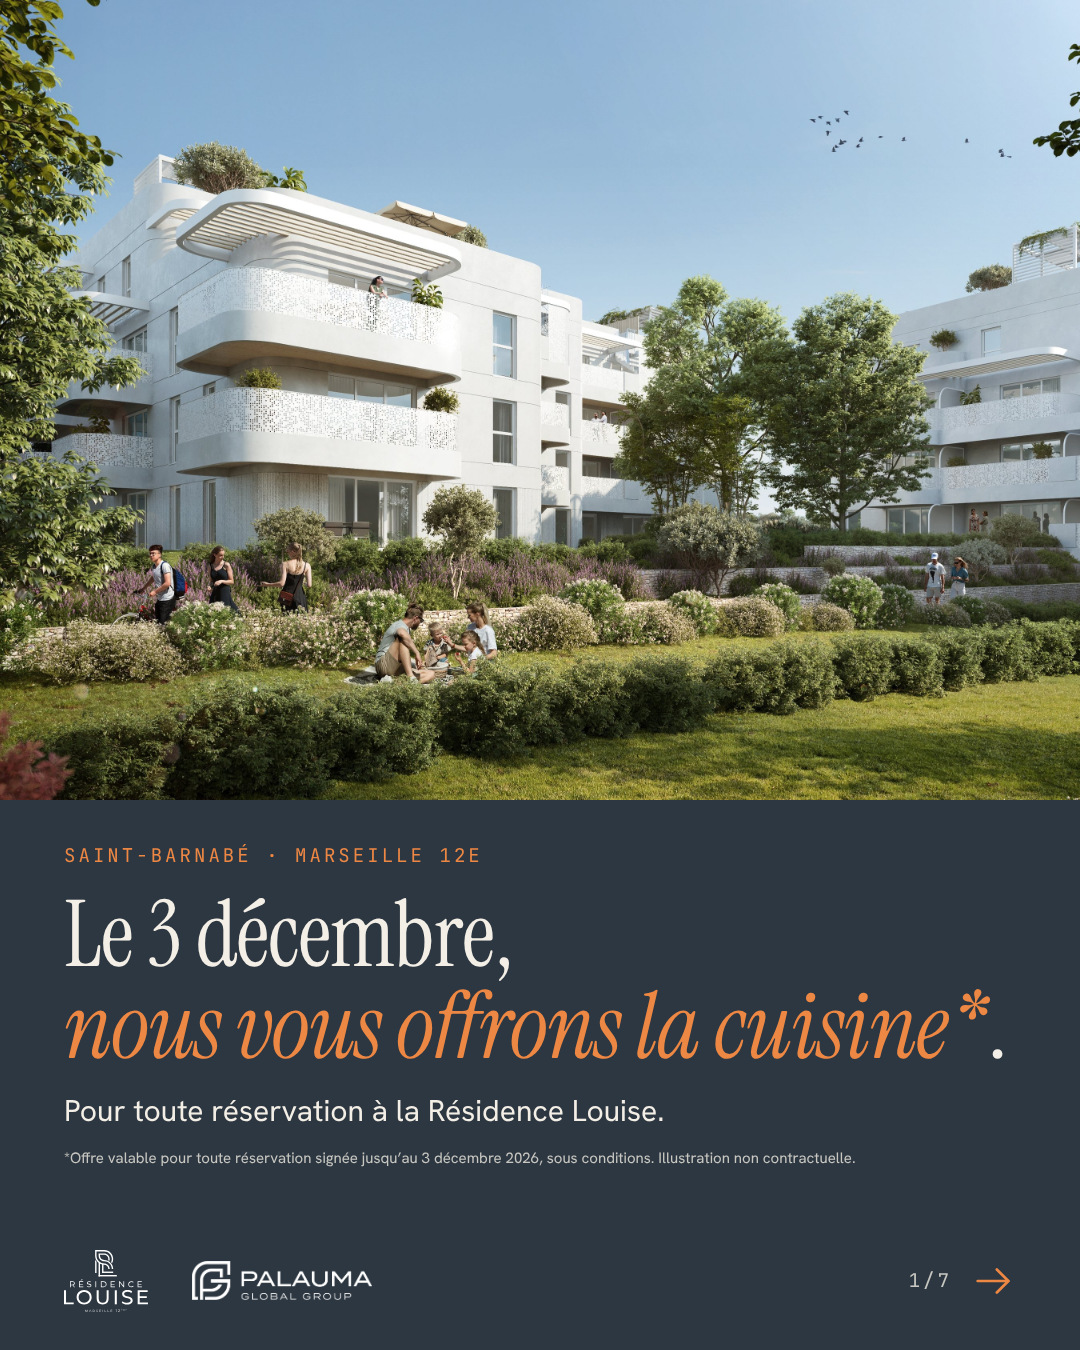 SAINT-BARNABÉ · MARSEILLE 12E
Le 3 décembre,
nous vous offrons la cuisine*.
Pour toute réservation à la Résidence Louise.
*Offre valable pour toute réservation signée jusqu’au 3 décembre 2026, sous conditions. Illustration non contractuelle.
RÉSIDENCE
LOUISE
MARSEILLE 12ÈME
PALAUMA
GLOBAL GROUP
1/7